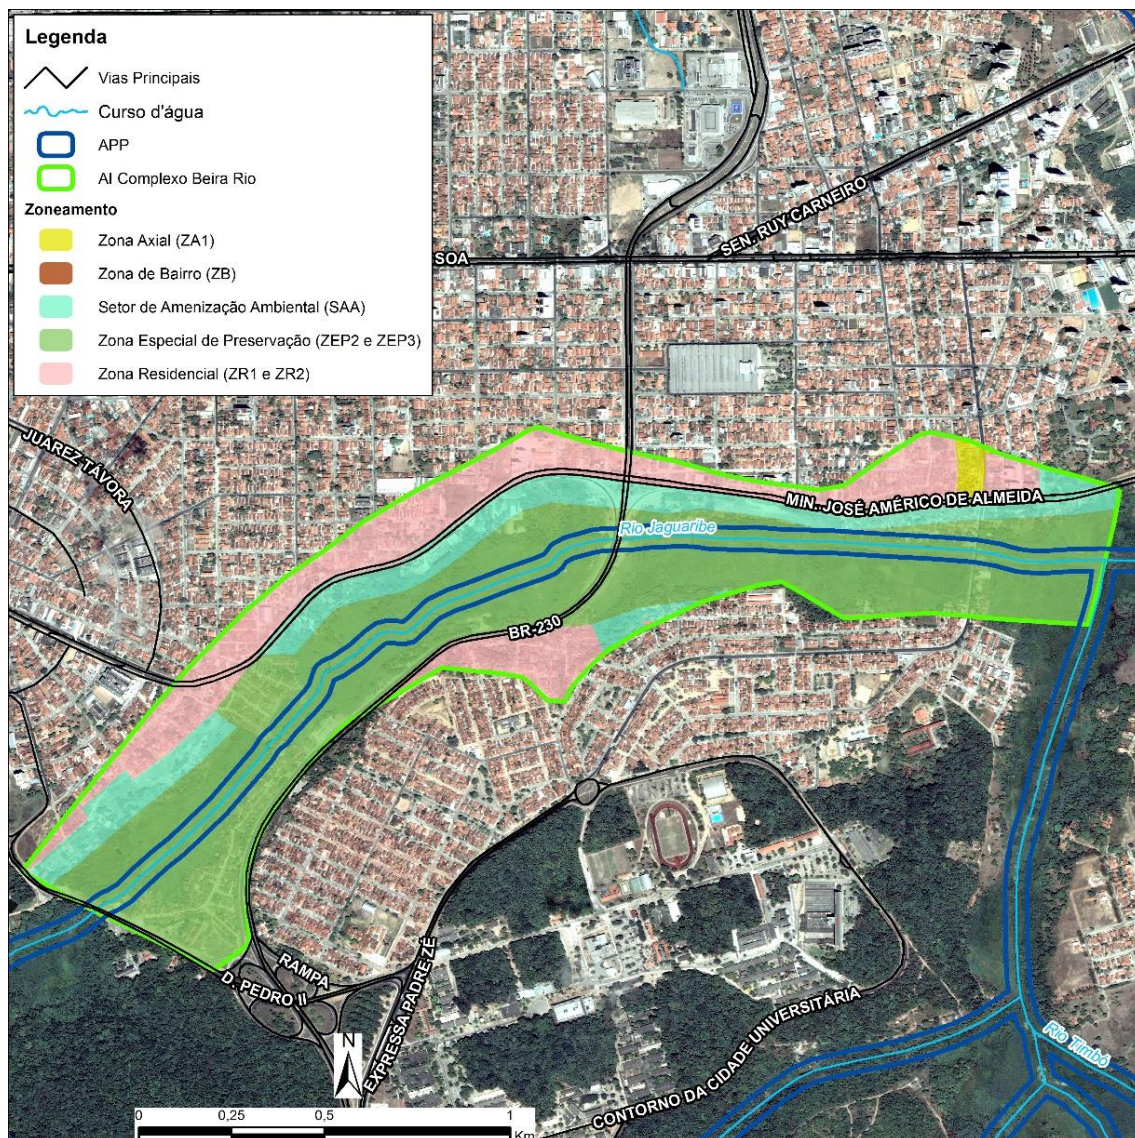 Legenda
Vias Principais
Curso d'água
APP
AI Complexo Beira Rio
Zoneamento
Zona Axial (ZA1)
Zona de Bairro (ZB)
Setor de Amenização Ambiental (SAA)
Zona Especial de Preservação (ZEP2 e ZEP3)
Zona Residencial (ZR1 e ZR2)
SEN. RUY CARNEIRO
SOA
JUAREZ TÁVORA
MIN. JOSÉ AMÉRICO DE ALMEIDA
Rio Jaguaribe
BR-230
RAMPA
D. PEDRO II
EXPRESSA PADRE ZÉ
CONTORNO DA CIDADE UNIVERSITÁRIA
Rio Timbó
N
0 0,25 0,5 1
Km